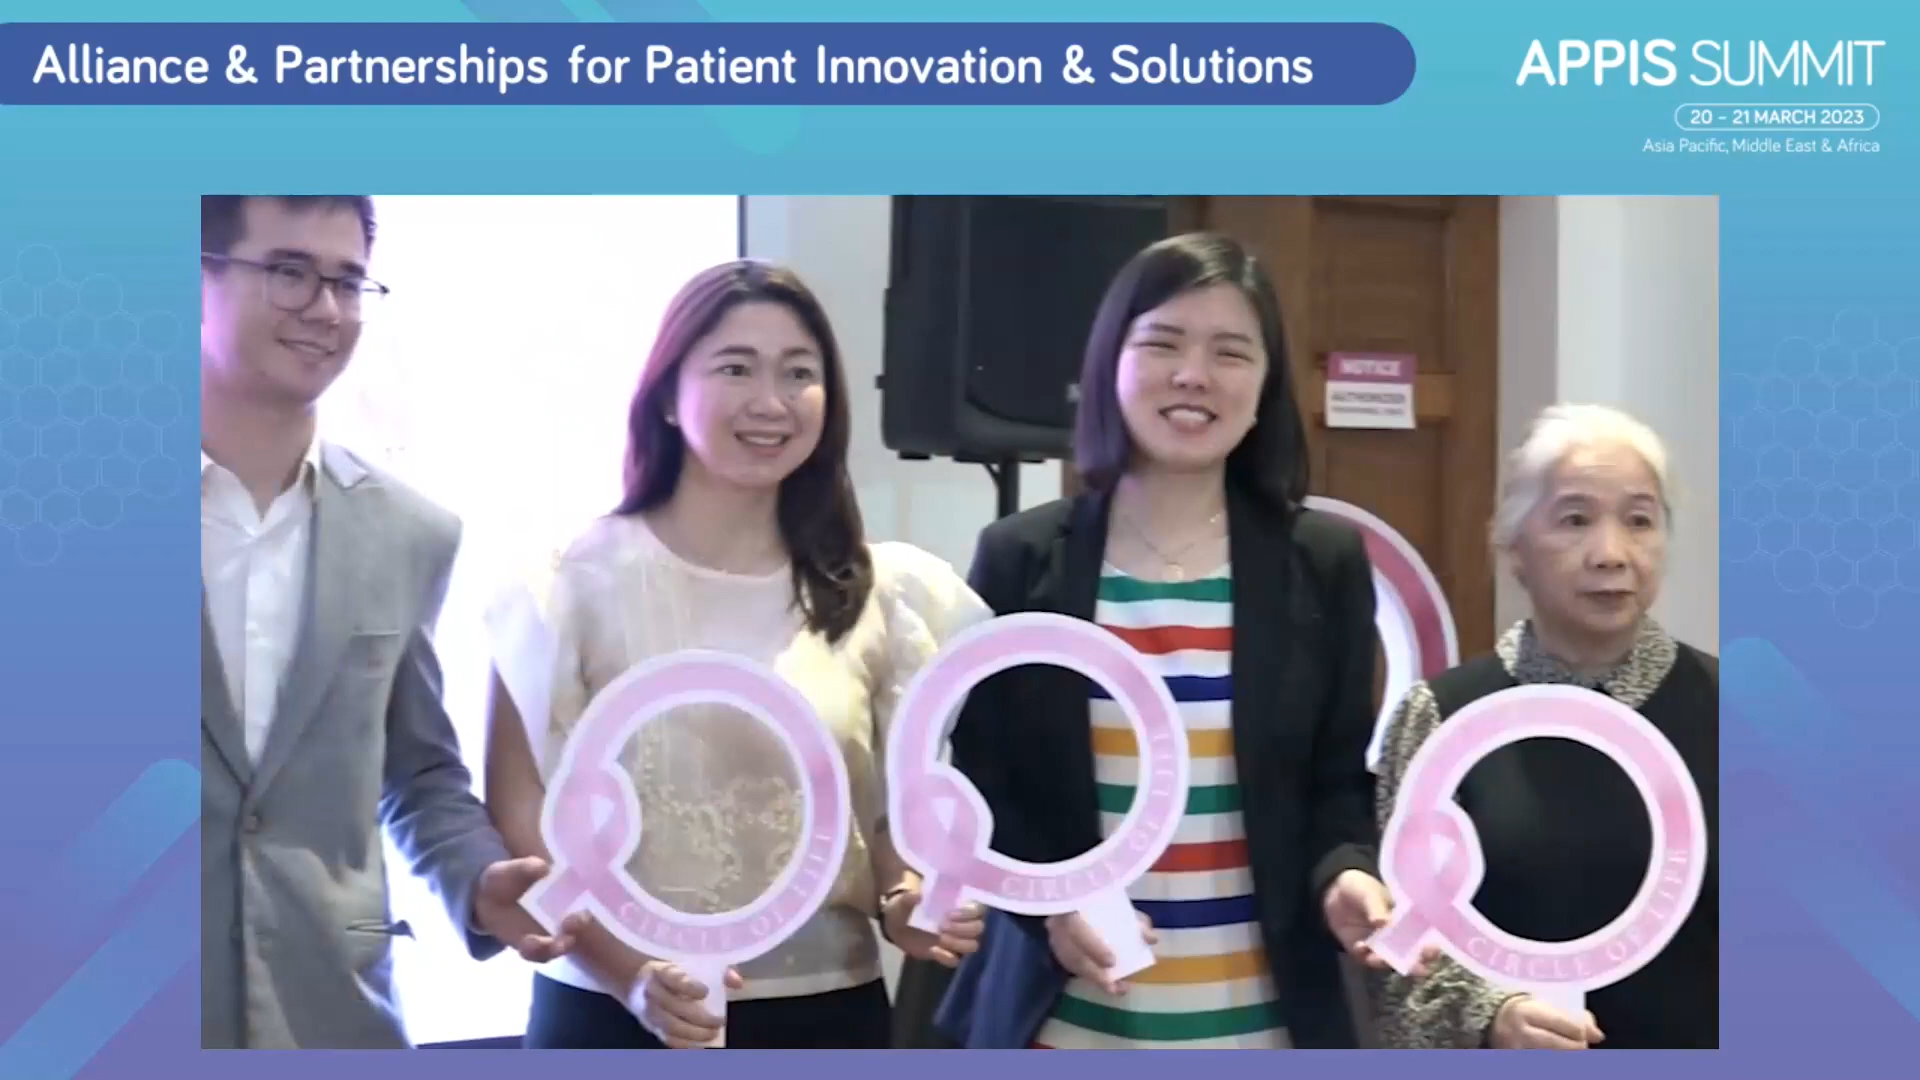 Alliance & Partnerships for Patient Innovation & Solutions
APPIS SUMMIT
20 – 21 MARCH 2023
Asia Pacific, Middle East & Africa
NOTICE
AUTHORIZED
CIRCLE OF LIFE
CIRCLE OF LIFE
CIRCLE OF LIFE